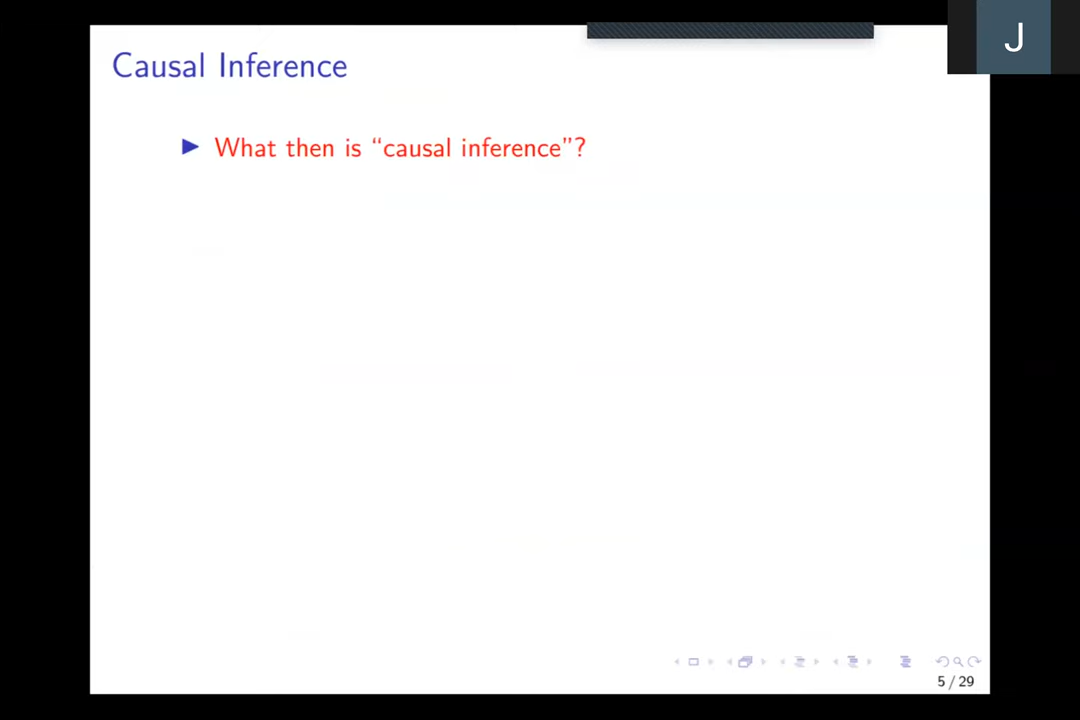 J
Causal Inference
▶ What then is “causal inference”?
5 / 29